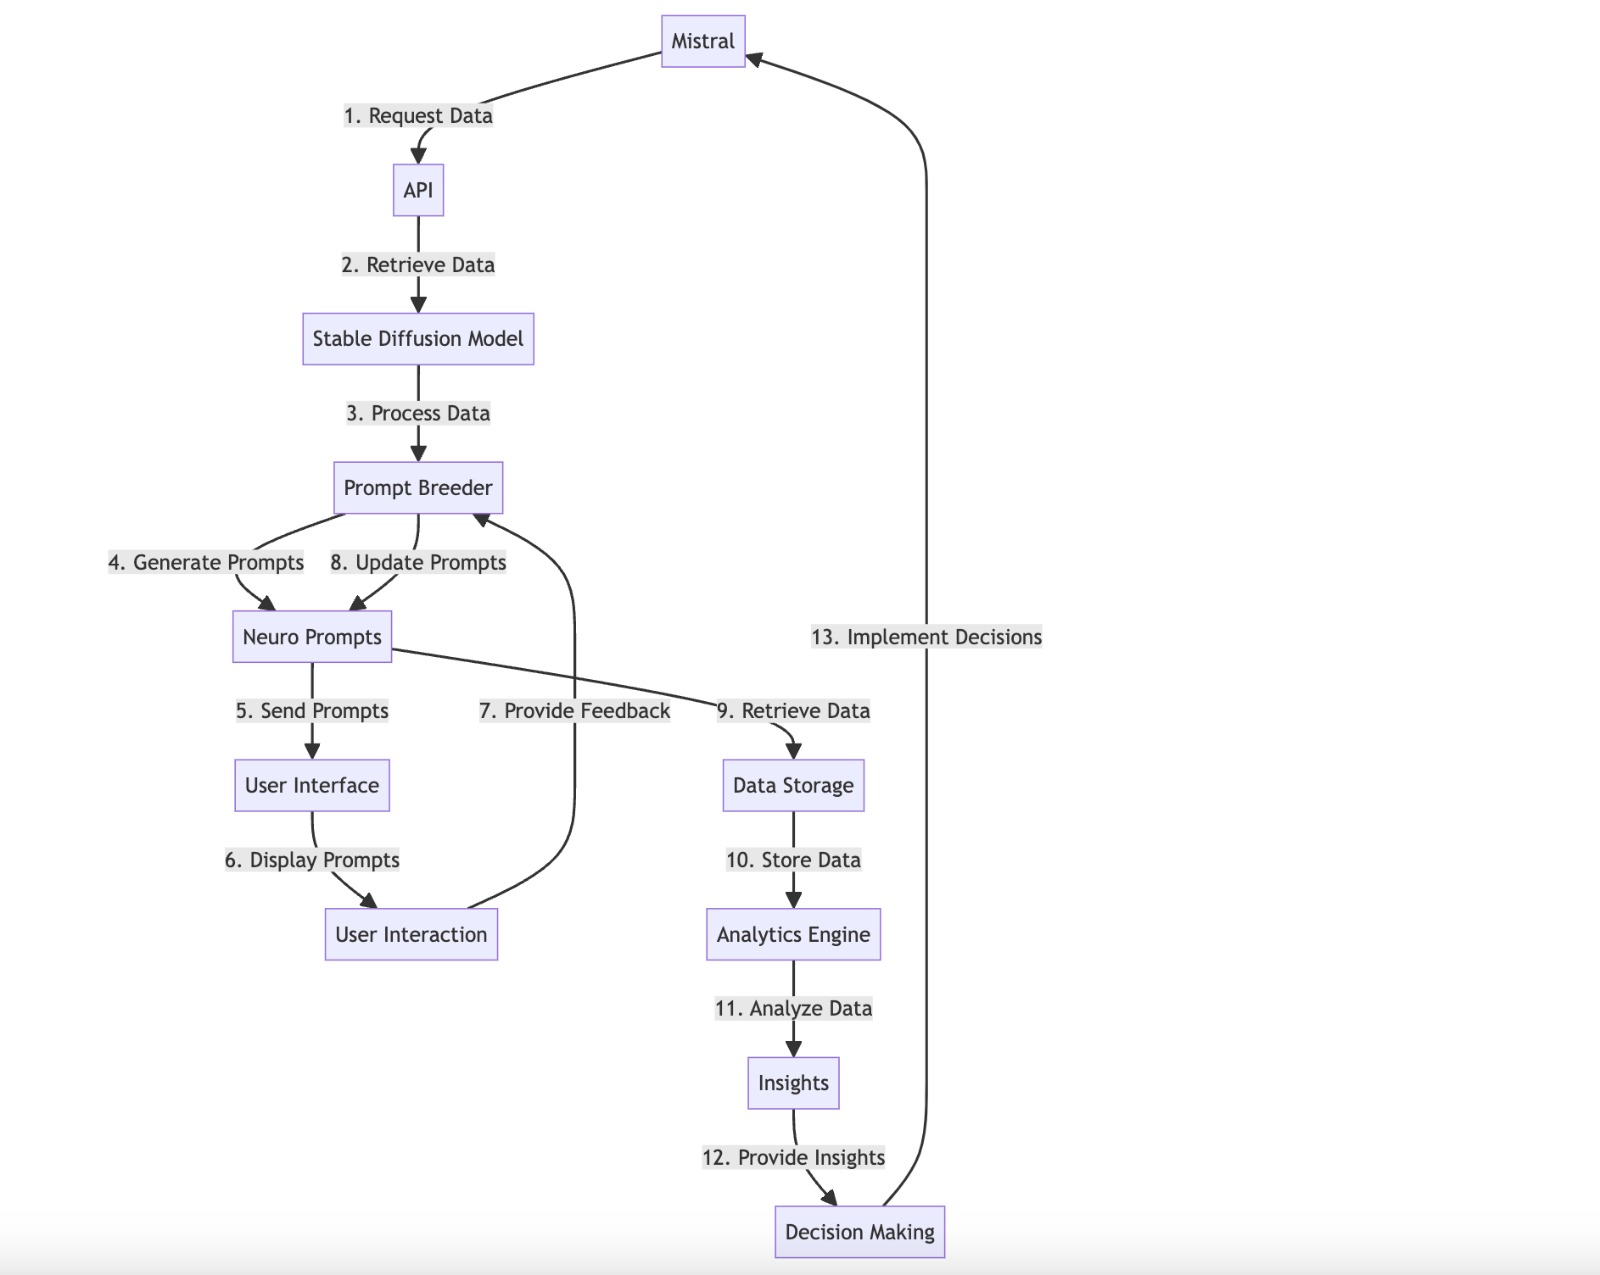 Mistral
1. Request Data
API
2. Retrieve Data
Stable Diffusion Model
3. Process Data
Prompt Breeder
4. Generate Prompts
8. Update Prompts
Neuro Prompts
13. Implement Decisions
5. Send Prompts
7. Provide Feedback
9. Retrieve Data
User Interface
Data Storage
6. Display Prompts
10. Store Data
User Interaction
Analytics Engine
11. Analyze Data
Insights
12. Provide Insights
Decision Making